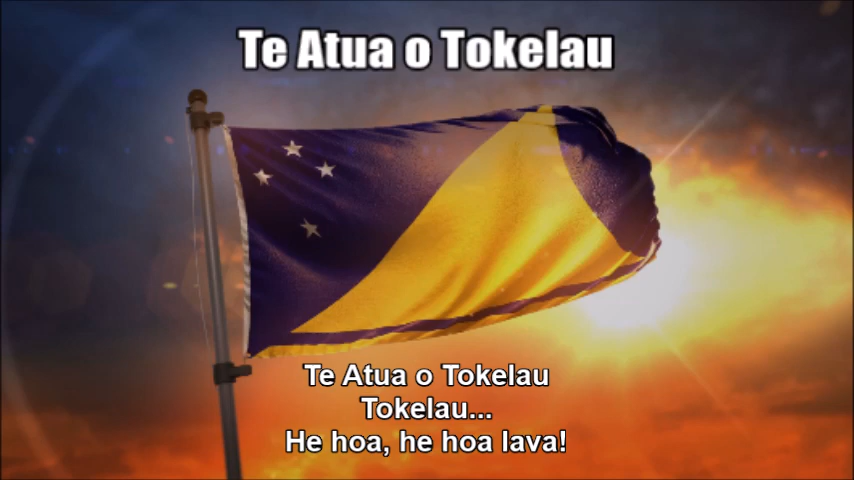 Te Atua o Tokelau
Te Atua o Tokelau
Tokelau...
He hoa, he hoa lava!